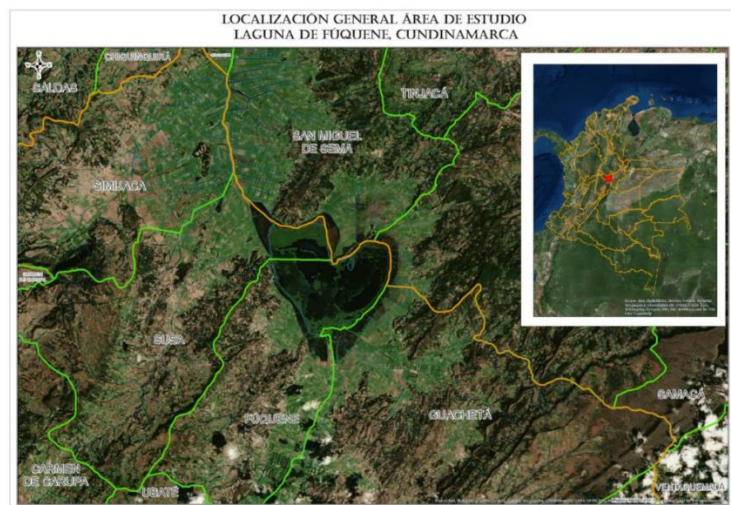 LOCALIZACIÓN GENERAL ÁREA DE ESTUDIO
LAGUNA DE FÚQUENE, CUNDINAMARCA
CHIQUINQUIRÁ
CALDAS
TINJACÁ
SAN MIGUEL
DE SEMA
SIMIJACA
SUSA
SAMACÁ
FÚQUENE
GUACHETÁ
CARMEN
DE CARUPA
UBATÉ
VENTAQUEMADA